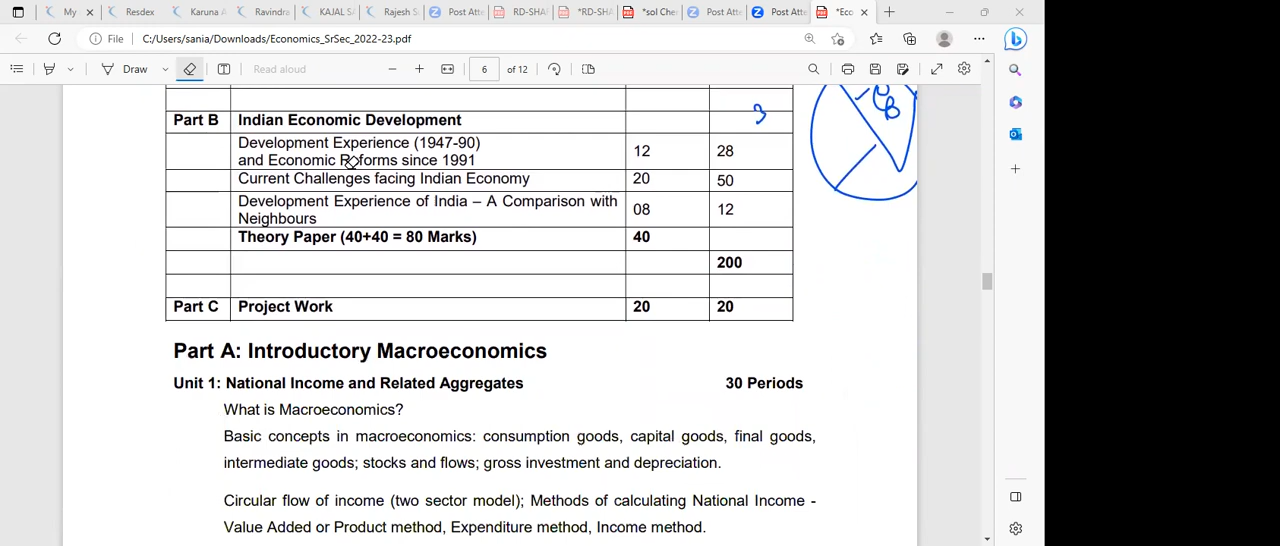 My
Resdex
Karuna A
Ravindra
KAJAL SA
Rajesh S
Post Atte
RD-SHAR
*RD-SHA
*sol Che
Post Atte
Post Atte
*Eco
File
C:/Users/sania/Downloads/Economics_SrSec_2022-23.pdf
Draw
Read aloud
6
of 12
Part B Indian Economic Development
3
Development Experience (1947-90)
and Economic Reforms since 1991 12 28
Current Challenges facing Indian Economy 20 50
Development Experience of India – A Comparison with
Neighbours 08 12
Theory Paper (40+40 = 80 Marks) 40
200
Part C Project Work 20 20
Part A: Introductory Macroeconomics
Unit 1: National Income and Related Aggregates 30 Periods
What is Macroeconomics?
Basic concepts in macroeconomics: consumption goods, capital goods, final goods,
intermediate goods; stocks and flows; gross investment and depreciation.
Circular flow of income (two sector model); Methods of calculating National Income -
Value Added or Product method, Expenditure method, Income method.